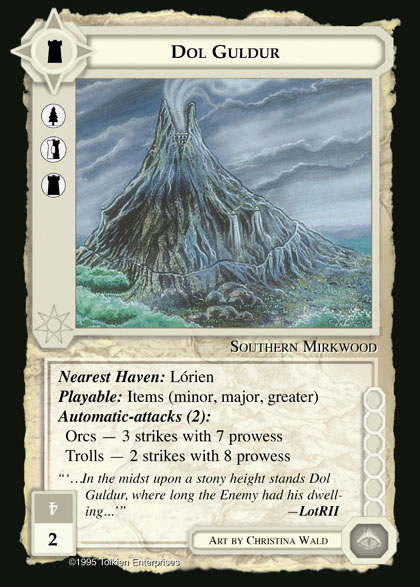 DOL GULDUR
SOUTHERN MIRKWOOD
Nearest Haven: Lórien
Playable: Items (minor, major, greater)
Automatic-attacks (2):
Orcs — 3 strikes with 7 prowess
Trolls — 2 strikes with 8 prowess
“‘…In the midst upon a stony height stands Dol
Guldur, where long the Enemy had his dwell-
ing…’” –LotRII
2
ART BY CHRISTINA WALD
©1995 Tolkien Enterprises